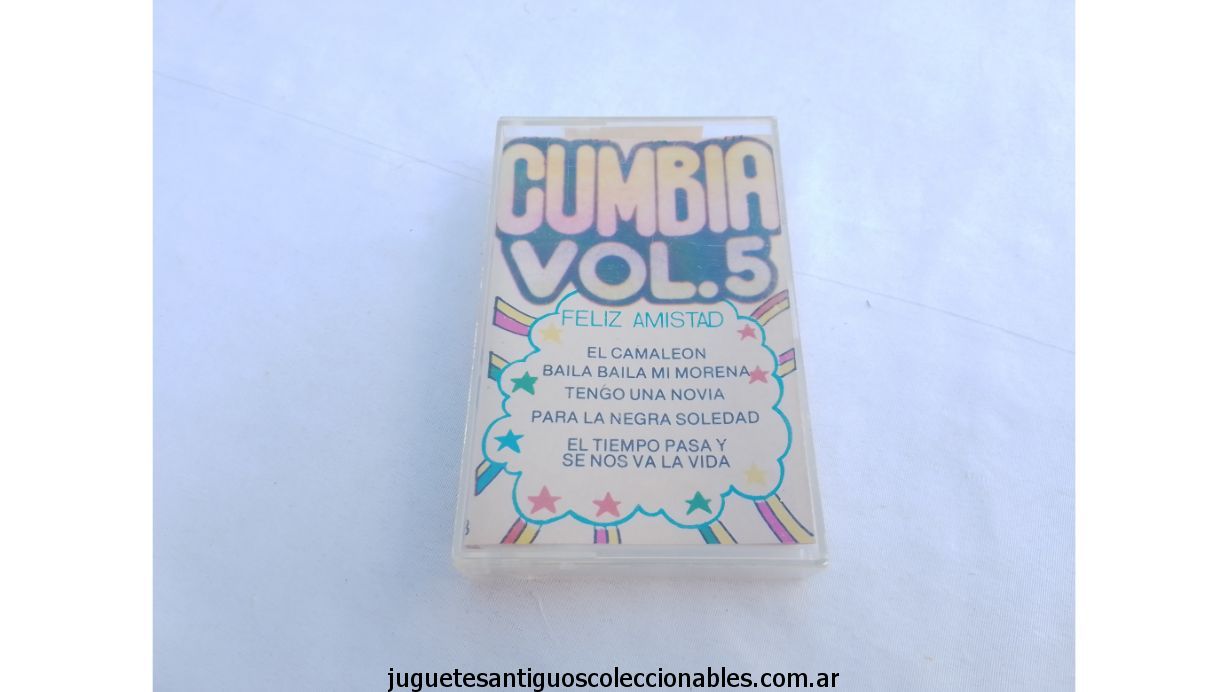 CUMBIA
VOL. 5
FELIZ AMISTAD
EL CAMALEON
BAILA BAILA MI MORENA
TENGO UNA NOVIA
PARA LA NEGRA SOLEDAD
EL TIEMPO PASA Y
SE NOS VA LA VIDA
juguetesantiguoscoleccionables.com.ar